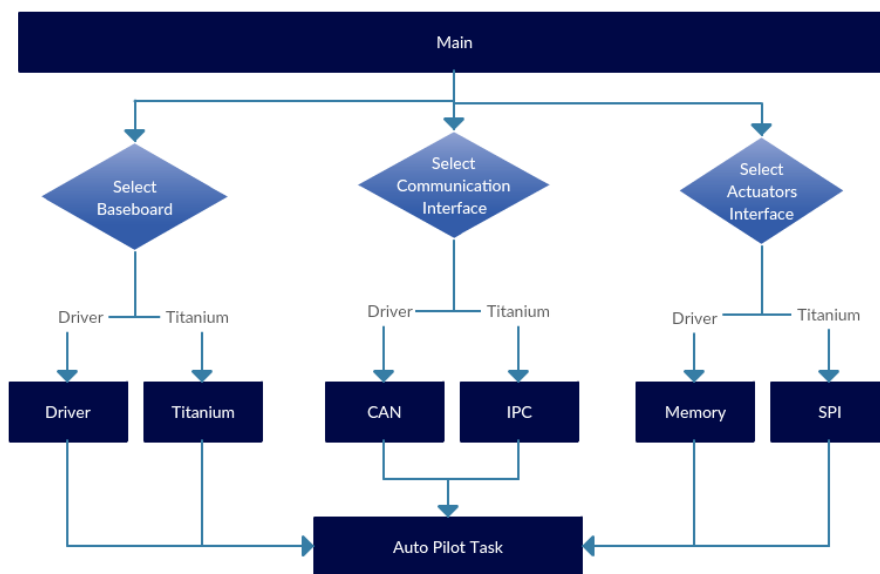 Main
Select
Baseboard
Select
Communication
Interface
Select
Actuators
Interface
Driver
Titanium
Driver
Titanium
Driver
Titanium
Driver
Titanium
CAN
IPC
Memory
SPI
Auto Pilot Task